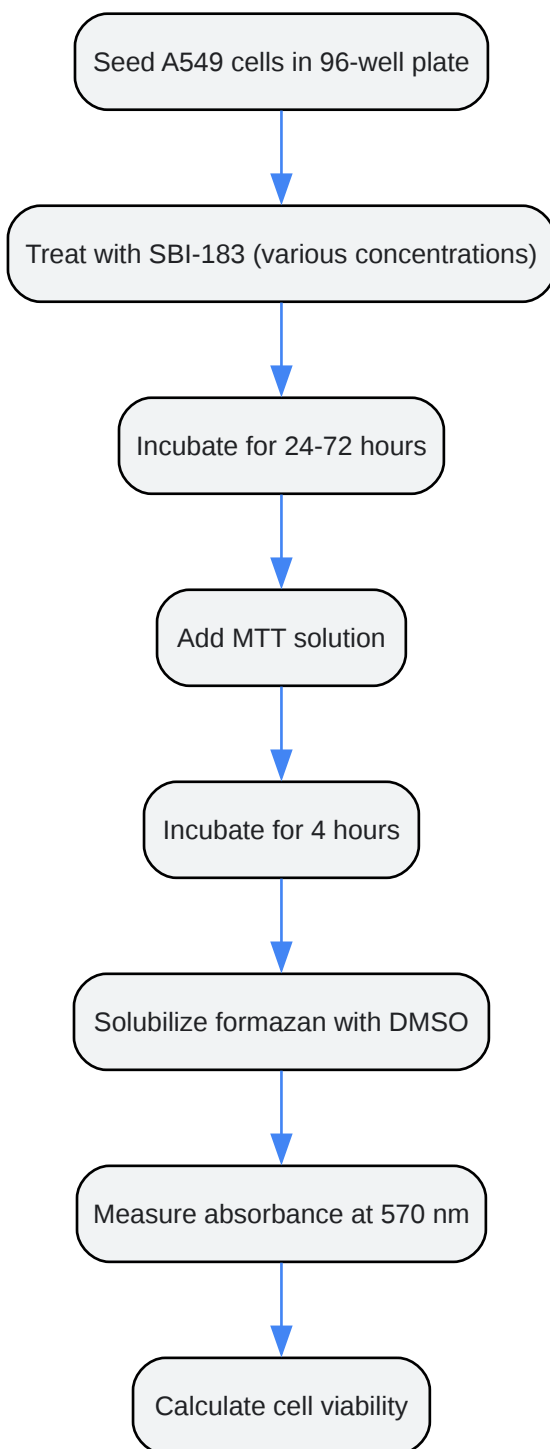 Seed A549 cells in 96-well plate
Treat with SBI-183 (various concentrations)
Incubate for 24-72 hours
Add MTT solution
Incubate for 4 hours
Solubilize formazan with DMSO
Measure absorbance at 570 nm
Calculate cell viability